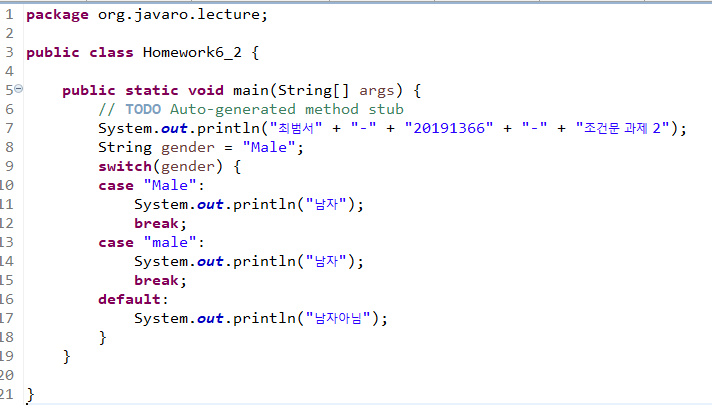 1 package org.javaro.lecture;
2
3 public class Homework6_2 {
4
5     public static void main(String[] args) {
6         // TODO Auto-generated method stub
7         System.out.println("최범서" + "-" + "20191366" + "-" + "조건문 과제 2");
8         String gender = "Male";
9         switch(gender) {
10         case "Male":
11             System.out.println("남자");
12             break;
13         case "male":
14             System.out.println("남자");
15             break;
16         default:
17             System.out.println("남자아님");
18         }
19     }
20
21 }